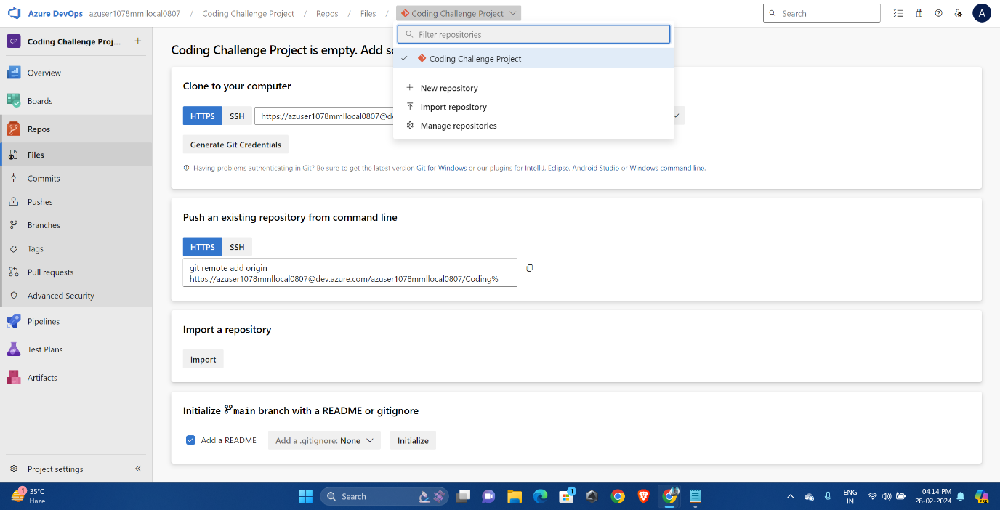 Azure DevOps azuser1078mmllocal0807 / Coding Challenge Project / Repos / Files / Coding Challenge Project
Search
A
CP Coding Challenge Proj... +
Filter repositories
Coding Challenge Project is empty. Add so
Coding Challenge Project
Overview
Clone to your computer
New repository
Boards
Import repository
HTTPS SSH https://azuser1078mmllocal0807@de
Manage repositories
Repos
Generate Git Credentials
Files
Having problems authenticating in Git? Be sure to get the latest version Git for Windows or our plugins for IntelliJ, Eclipse, Android Studio or Windows command line.
Commits
Pushes
Push an existing repository from command line
Branches
HTTPS SSH
Tags
git remote add origin
https://azuser1078mmllocal0807@dev.azure.com/azuser1078mmllocal0807/Coding%
Pull requests
Advanced Security
Pipelines
Import a repository
Test Plans
Import
Artifacts
Initialize main branch with a README or gitignore
Add a README Add a .gitignore: None Initialize
Project settings
1 35°C
Haze
Search
1
ENG
IN
04:14 PM
28-02-2024
PRE